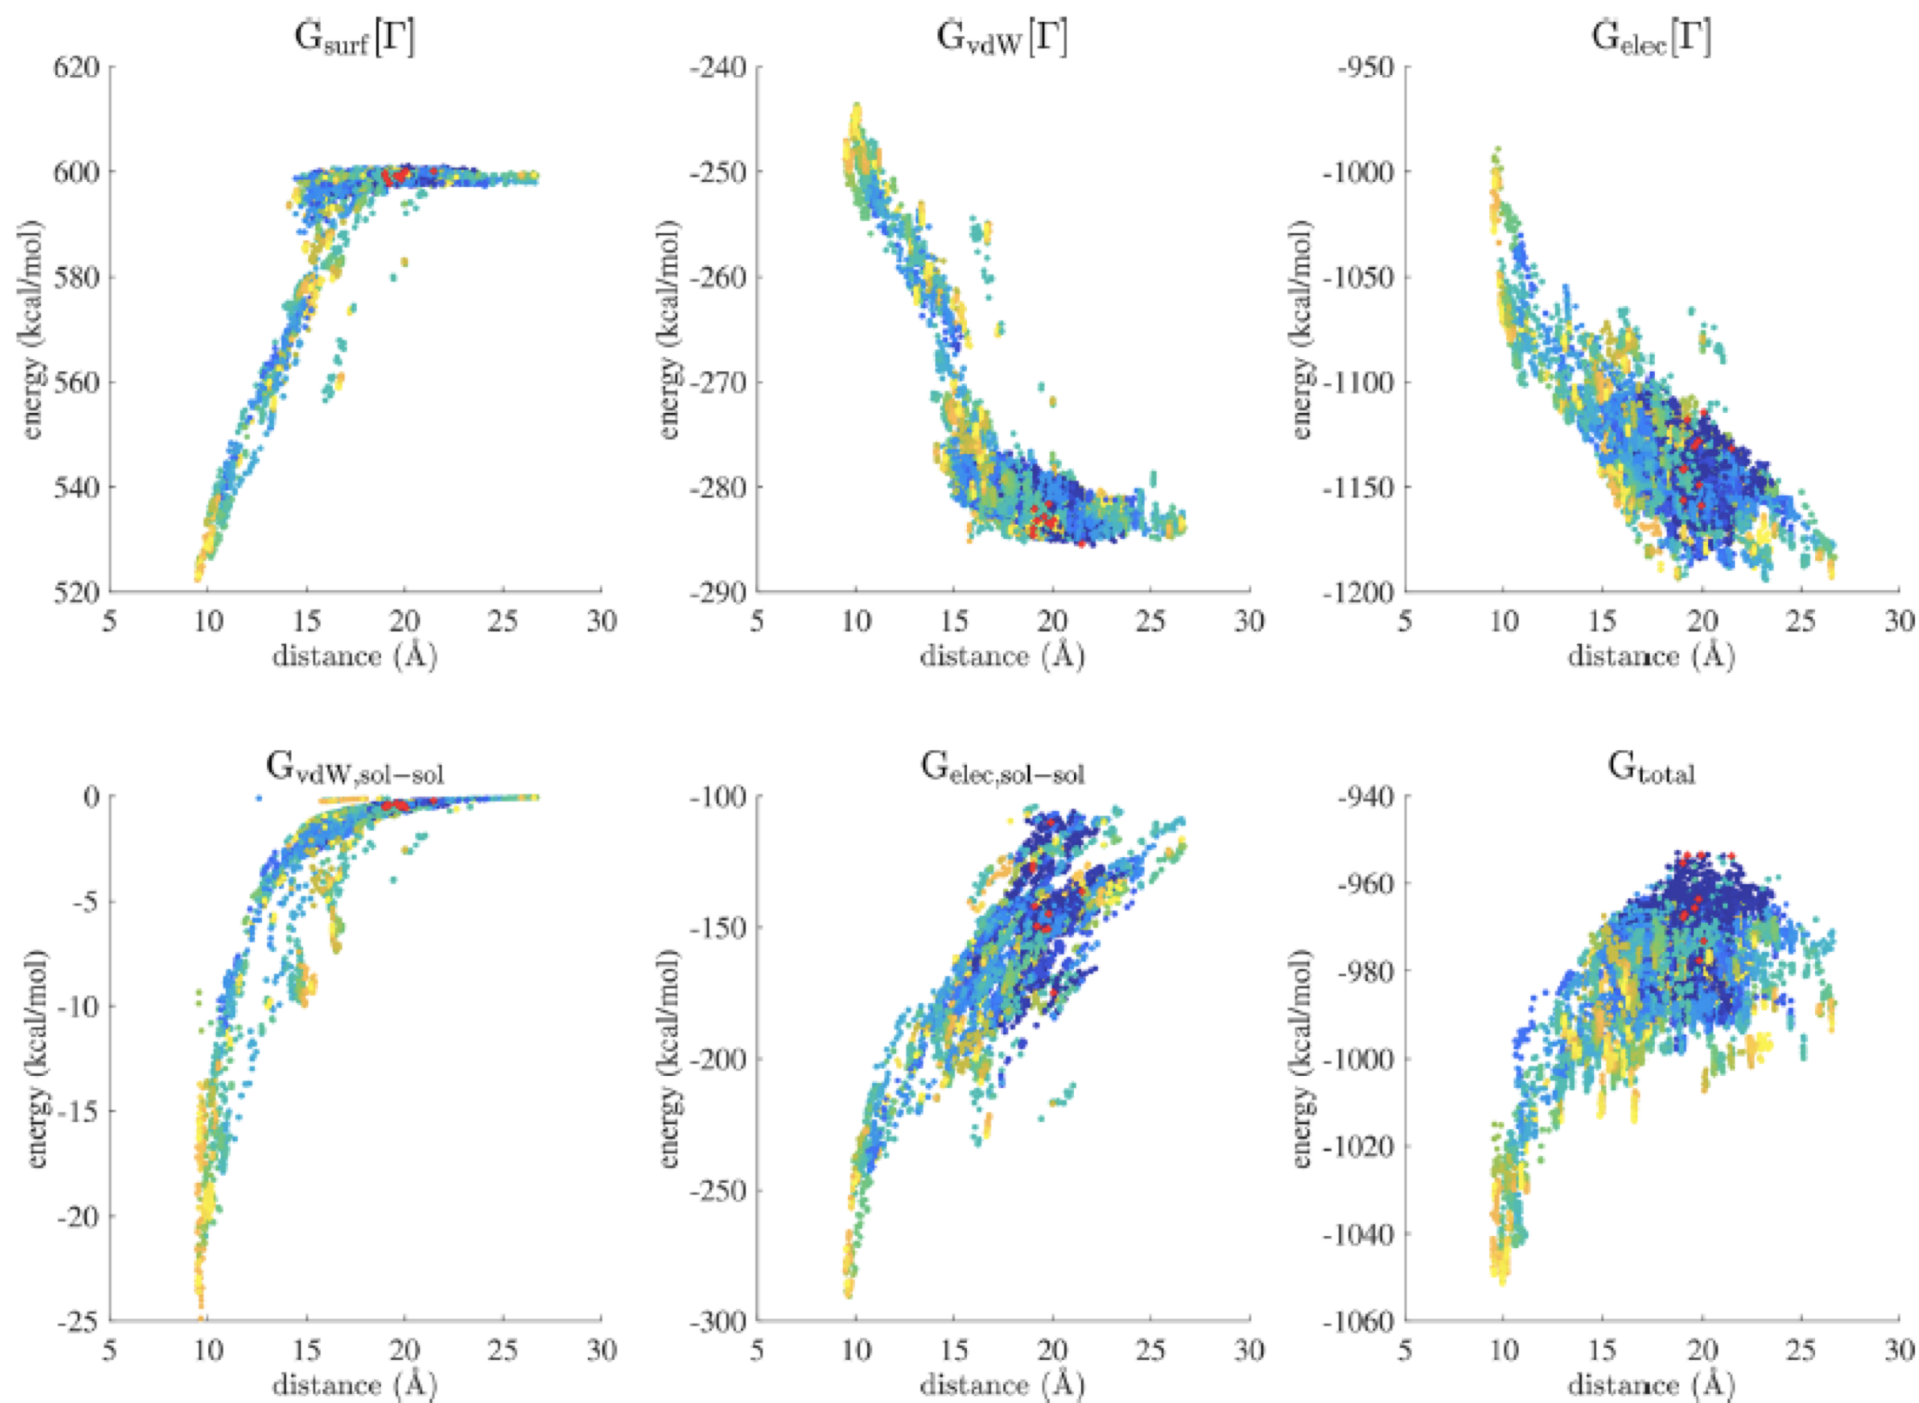 G_surf[Γ]
620
600
580
560
540
520
5 10 15 20 25 30
energy (kcal/mol)
distance (Å)
G_vdW[Γ]
-240
-250
-260
-270
-280
-290
5 10 15 20 25 30
energy (kcal/mol)
distance (Å)
G_elec[Γ]
-950
-1000
-1050
-1100
-1150
-1200
5 10 15 20 25 30
energy (kcal/mol)
distance (Å)
G_vdW,sol−sol
0
-5
-10
-15
-20
-25
5 10 15 20 25 30
energy (kcal/mol)
distance (Å)
G_elec,sol−sol
-100
-150
-200
-250
-300
5 10 15 20 25 30
energy (kcal/mol)
distance (Å)
G_total
-940
-960
-980
-1000
-1020
-1040
-1060
5 10 15 20 25 30
energy (kcal/mol)
distance (Å)